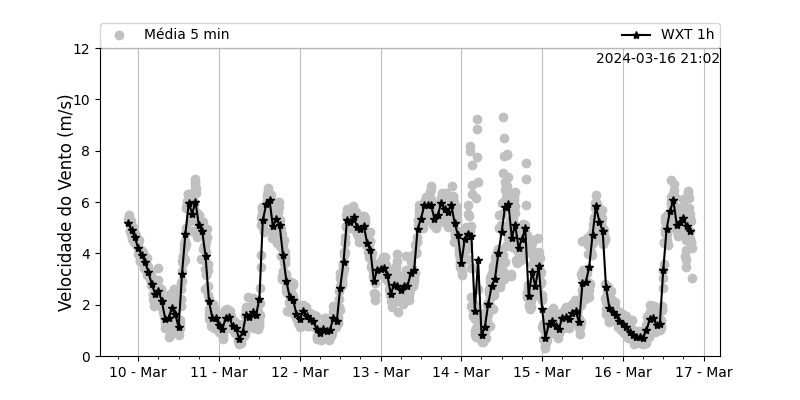 Média 5 min
WXT 1h
2024-03-16 21:02
Velocidade do Vento (m/s)
12
10
8
6
4
2
0
10 - Mar 11 - Mar 12 - Mar 13 - Mar 14 - Mar 15 - Mar 16 - Mar 17 - Mar